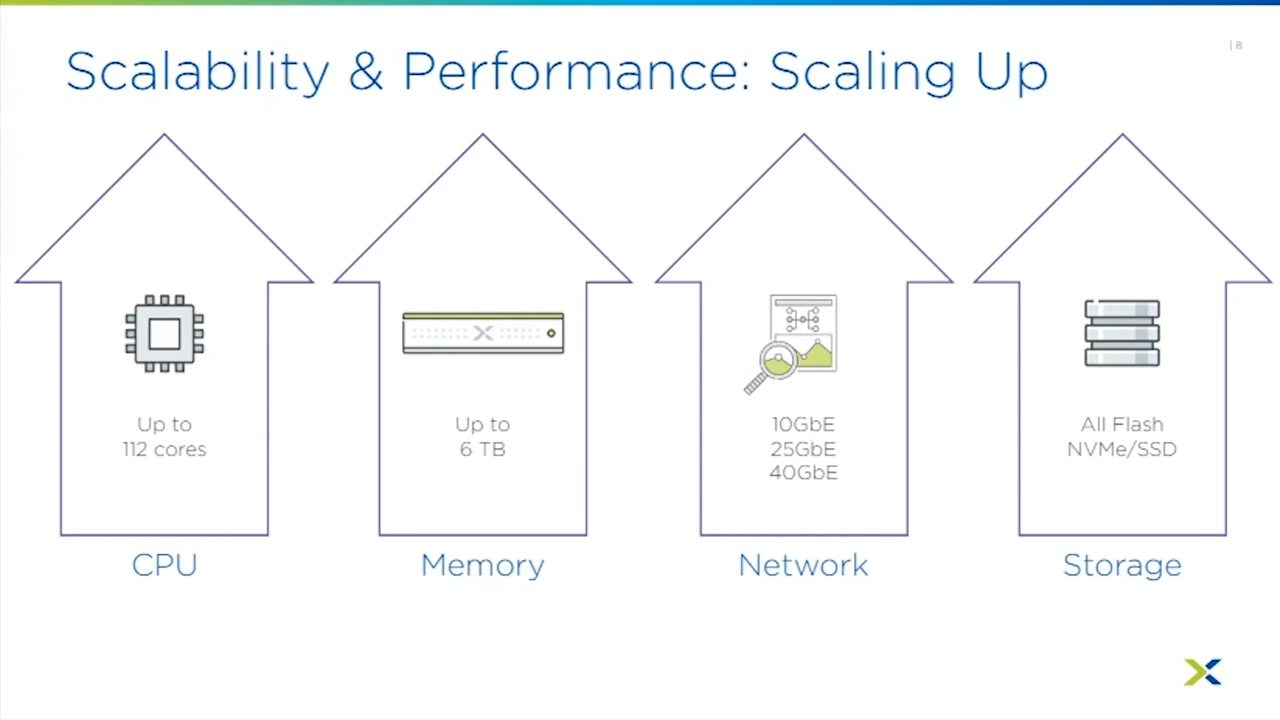 | 8
Scalability & Performance: Scaling Up
Up to
112 cores
CPU
Up to
6 TB
Memory
10GbE
25GbE
40GbE
Network
All Flash
NVMe/SSD
Storage